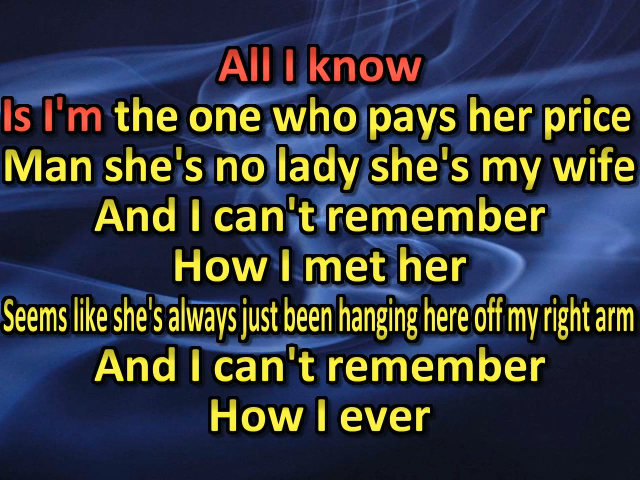 All I know
Is I'm the one who pays her price
Man she's no lady she's my wife
And I can't remember
How I met her
Seems like she's always just been hanging here off my right arm
And I can't remember
How I ever